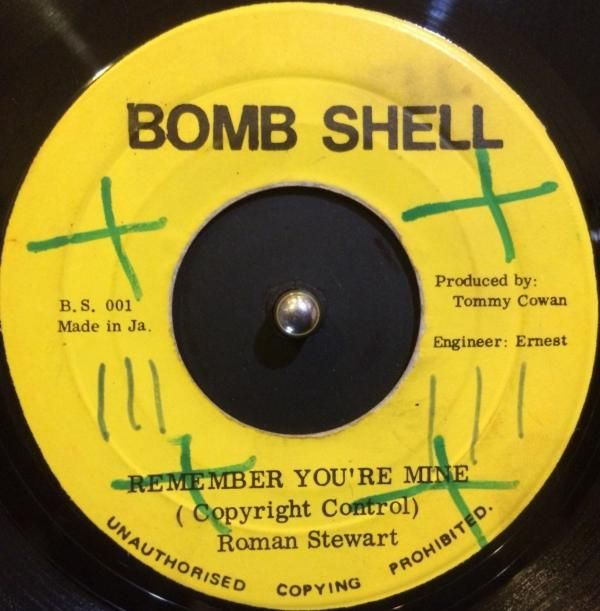 BOMB SHELL
B.S. 001
Made in Ja.
Produced by:
Tommy Cowan
Engineer: Ernest
REMEMBER YOU'RE MINE
( Copyright Control)
Roman Stewart
UNAUTHORISED COPYING PROHIBITED.